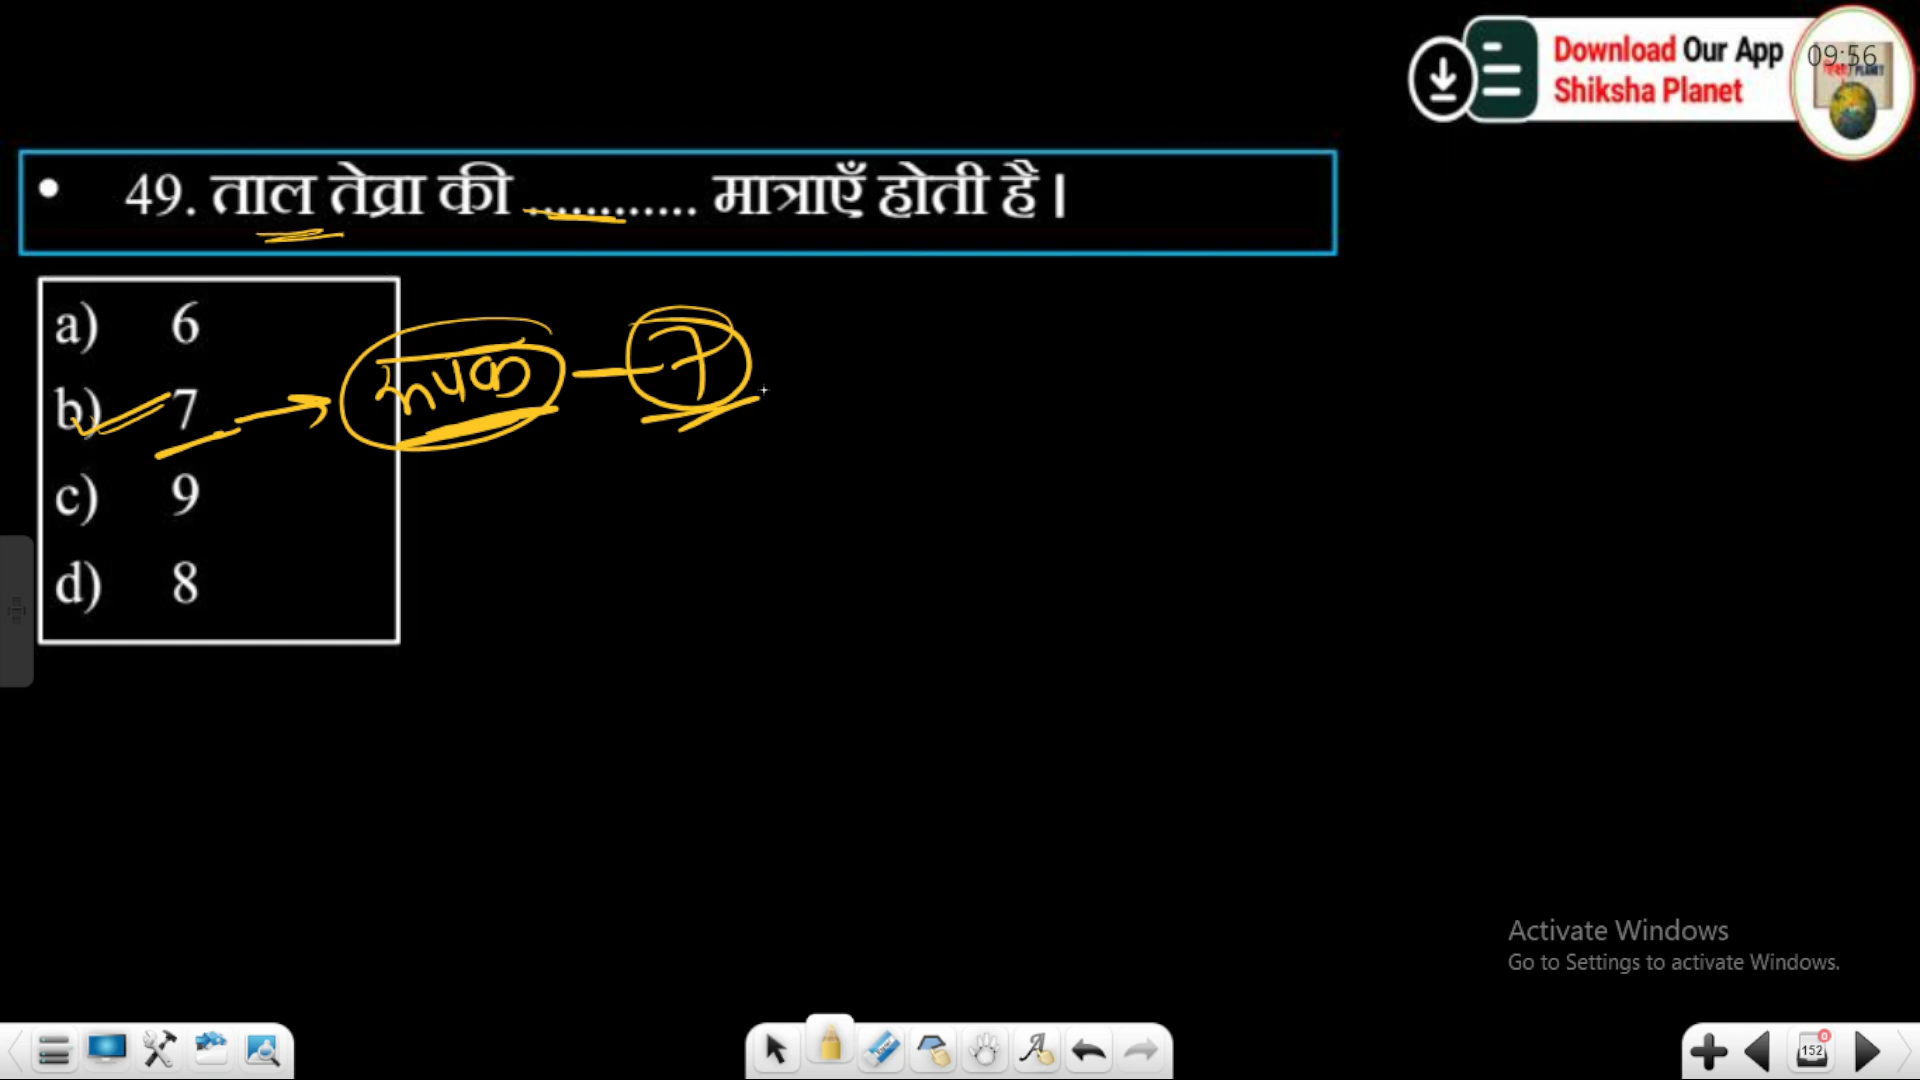 Download Our App
Shiksha Planet
09:56
• 49. ताल तेव्रा की ............ मात्राएँ होती है।
a) 6
b) 7
रूपक — 7
c) 9
d) 8
Activate Windows
Go to Settings to activate Windows.
152